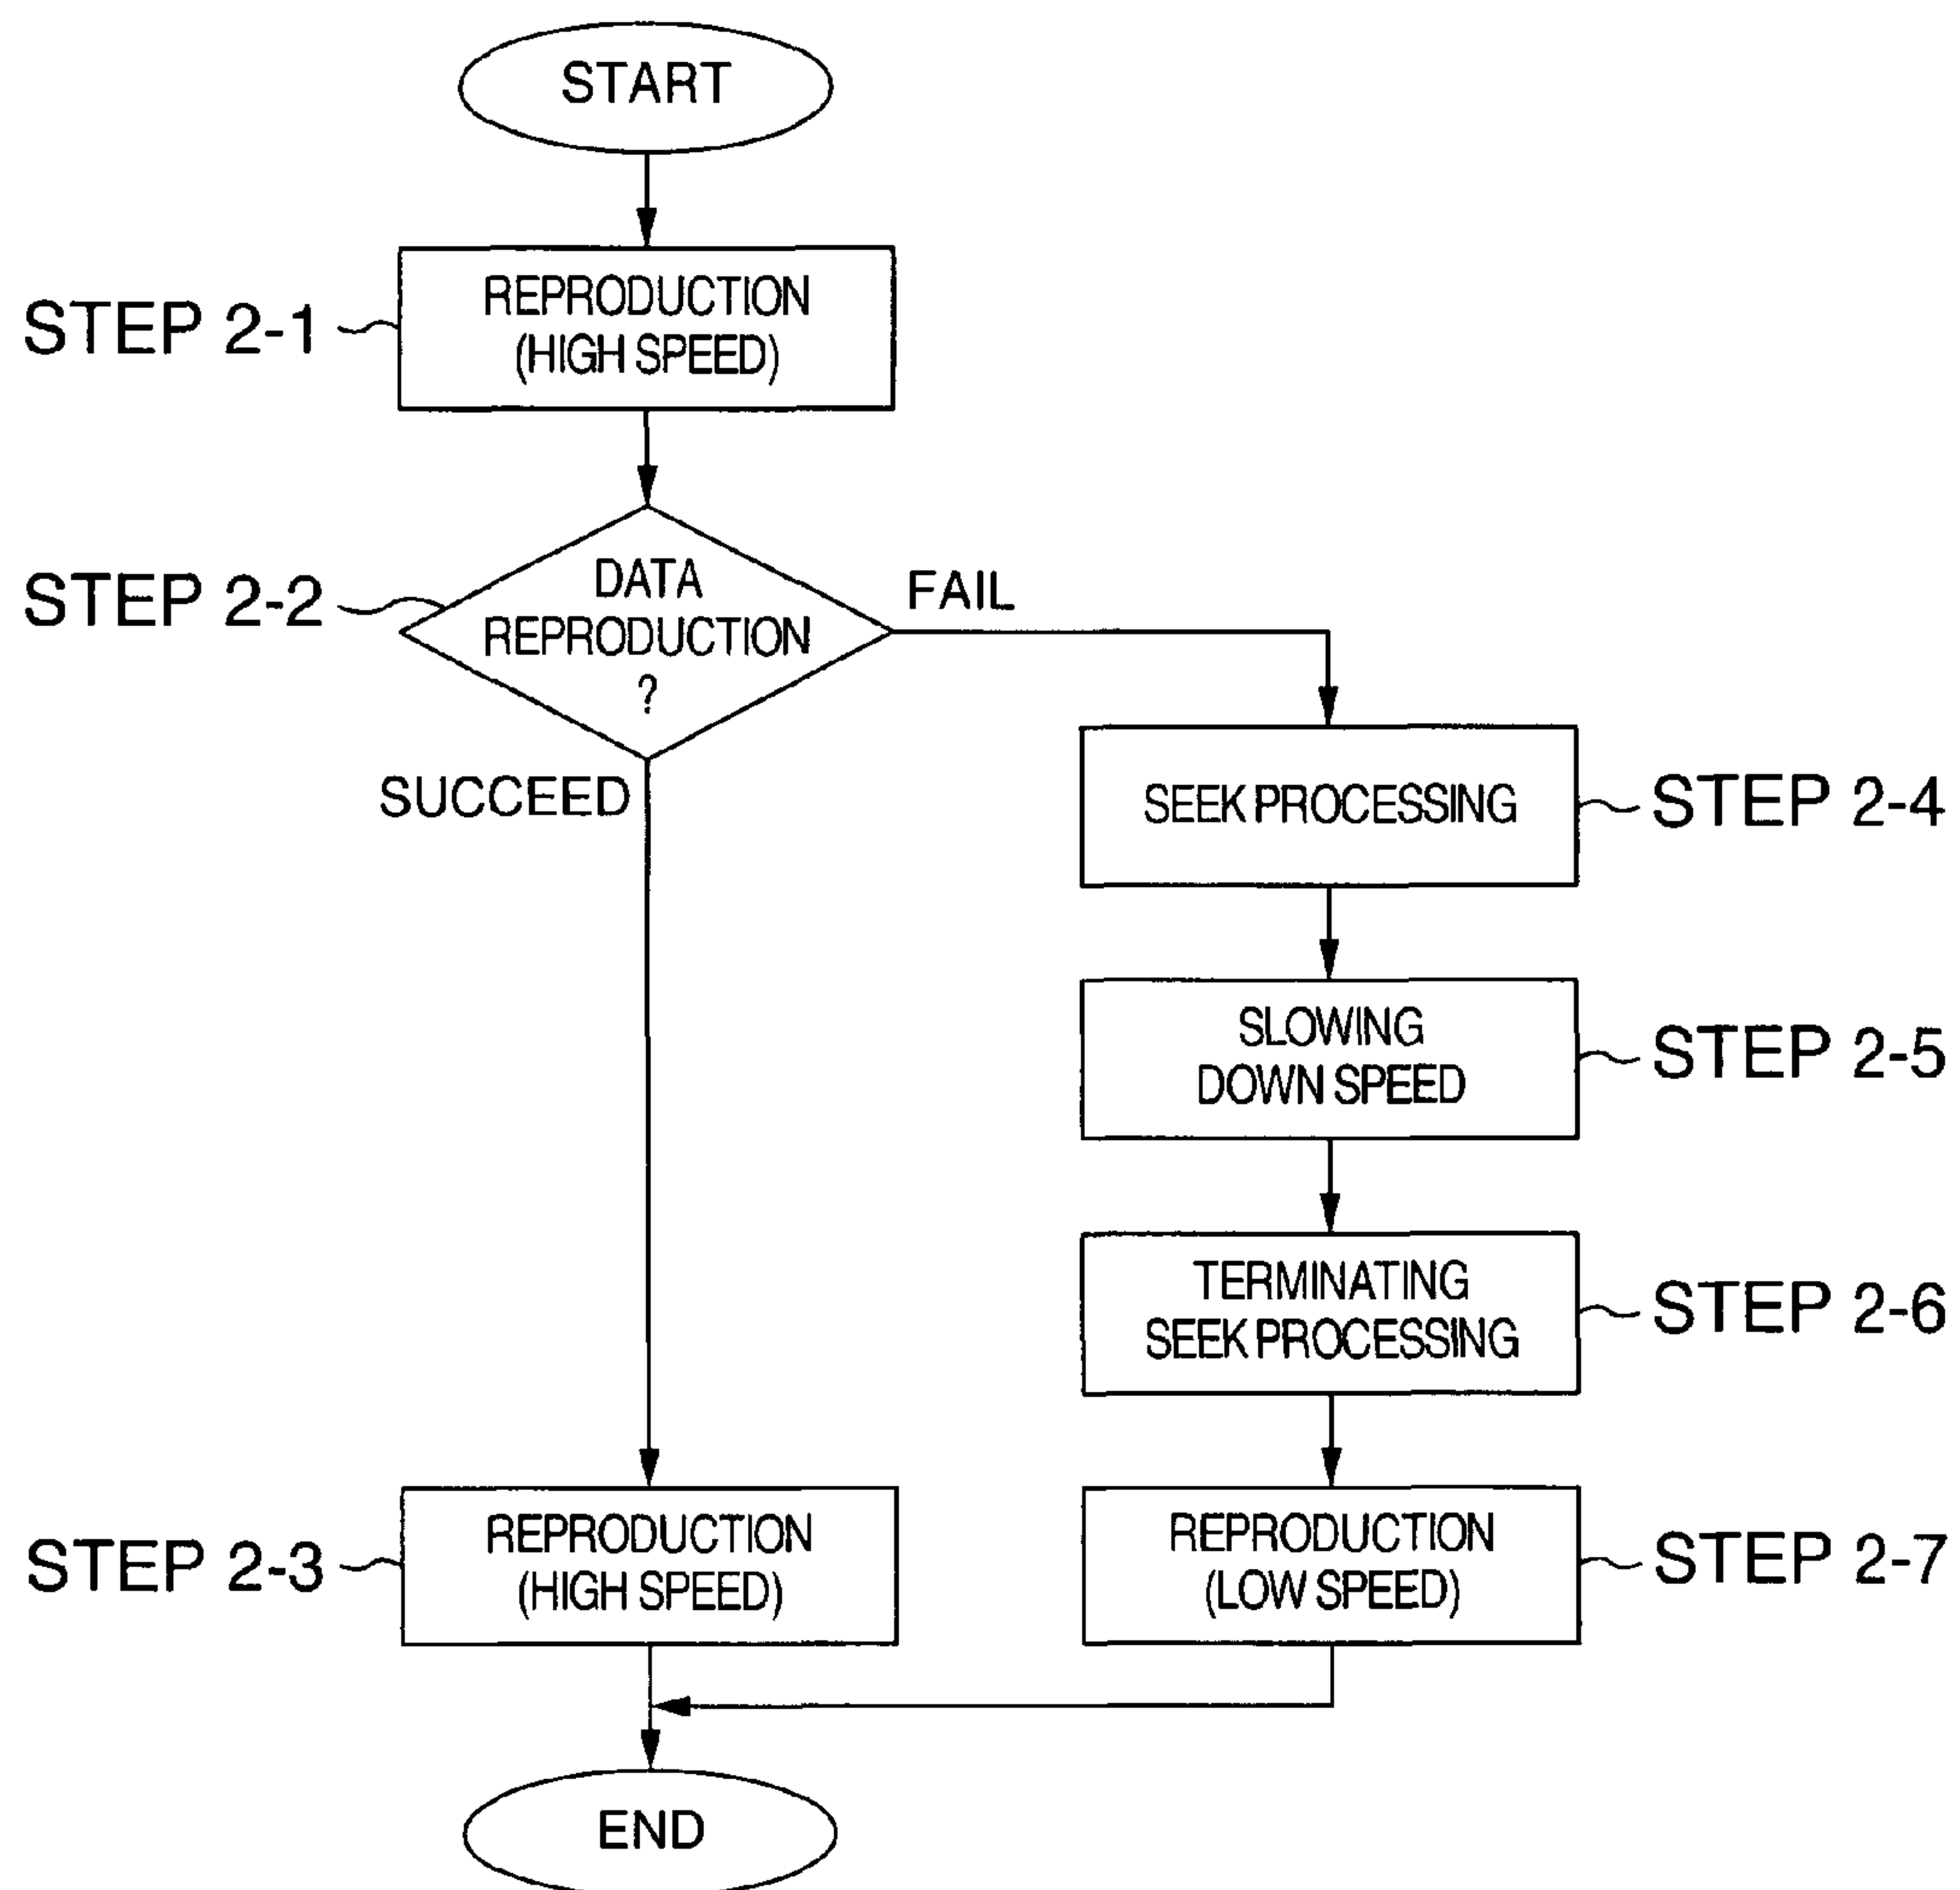 START
STEP 2-1
REPRODUCTION
(HIGH SPEED)
STEP 2-2
DATA
REPRODUCTION
?
FAIL
SUCCEED
SEEK PROCESSING
STEP 2-4
SLOWING
DOWN SPEED
STEP 2-5
TERMINATING
SEEK PROCESSING
STEP 2-6
STEP 2-3
REPRODUCTION
(HIGH SPEED)
REPRODUCTION
(LOW SPEED)
STEP 2-7
END